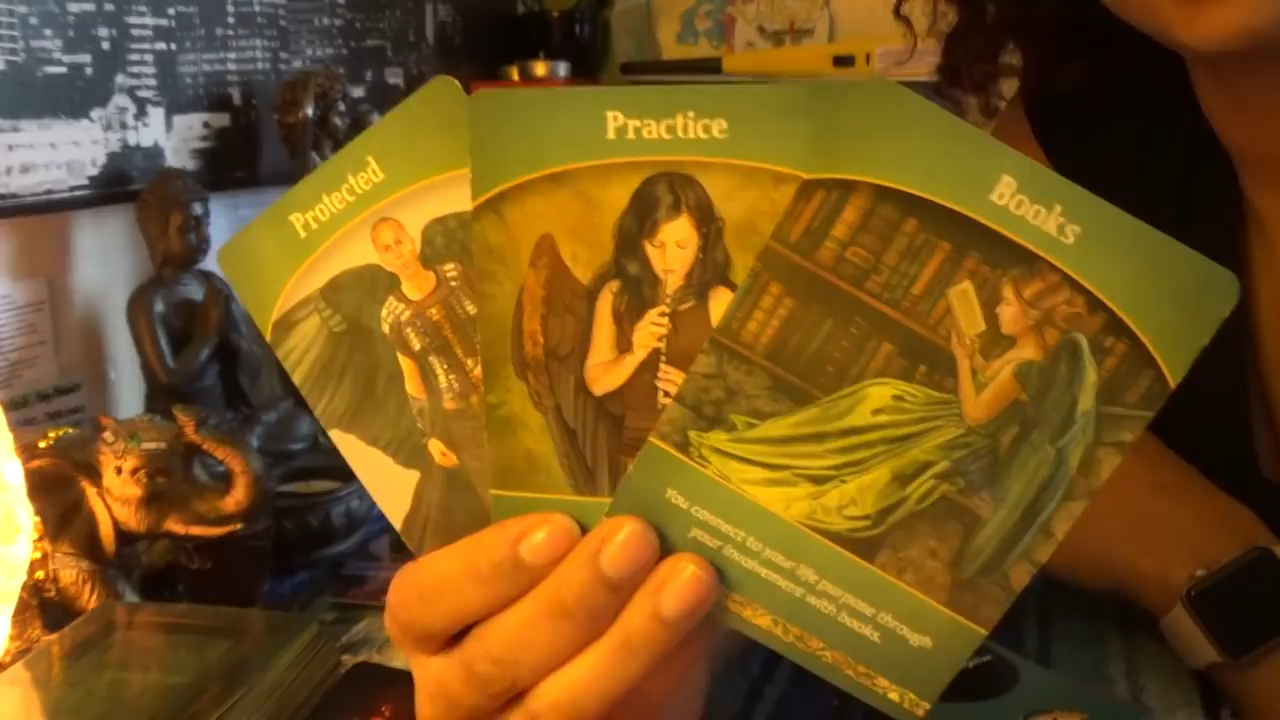 Protected
Practice
Books
You connect to your life purpose through
your involvement with books.